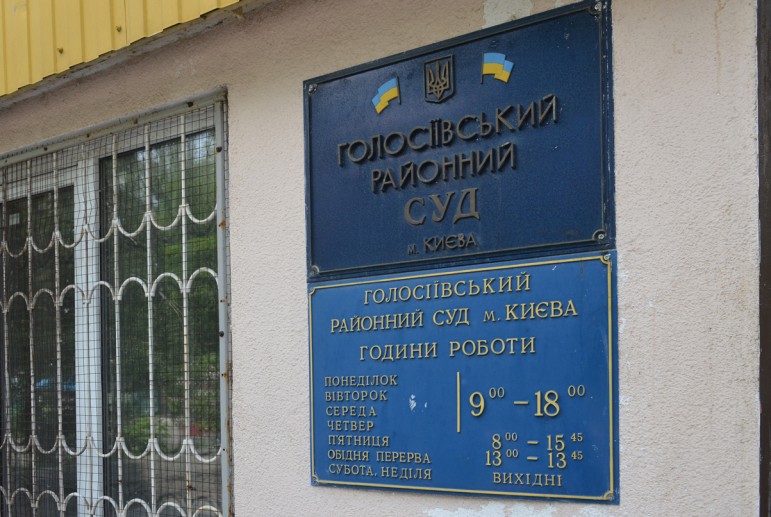 ГОЛОСІЇВСЬКИЙ
РАЙОННИЙ
СУД
м. КИЄВА
ГОЛОСІЇВСЬКИЙ
РАЙОННИЙ СУД м. КИЄВА
ГОДИНИ РОБОТИ
ПОНЕДІЛОК
ВІВТОРОК
СЕРЕДА
ЧЕТВЕР
9⁰⁰ – 18⁰⁰
П'ЯТНИЦЯ 8⁰⁰ – 15⁴⁵
ОБІДНЯ ПЕРЕРВА 13⁰⁰ – 13⁴⁵
СУБОТА. НЕДІЛЯ ВИХІДНІ